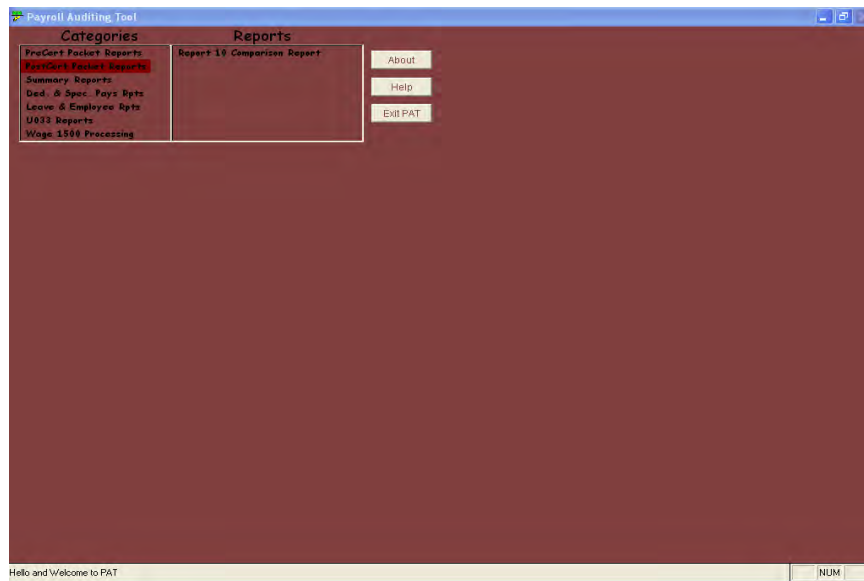 Payroll Auditing Tool
Categories
Reports
PreCert Packet Reports
PostCert Packet Reports
Summary Reports
Ded. & Spec. Pays Rpts
Leave & Employee Rpts
U033 Reports
Wage 1500 Processing
Report 19 Comparison Report
About
Help
Exit PAT
Hello and Welcome to PAT
NUM